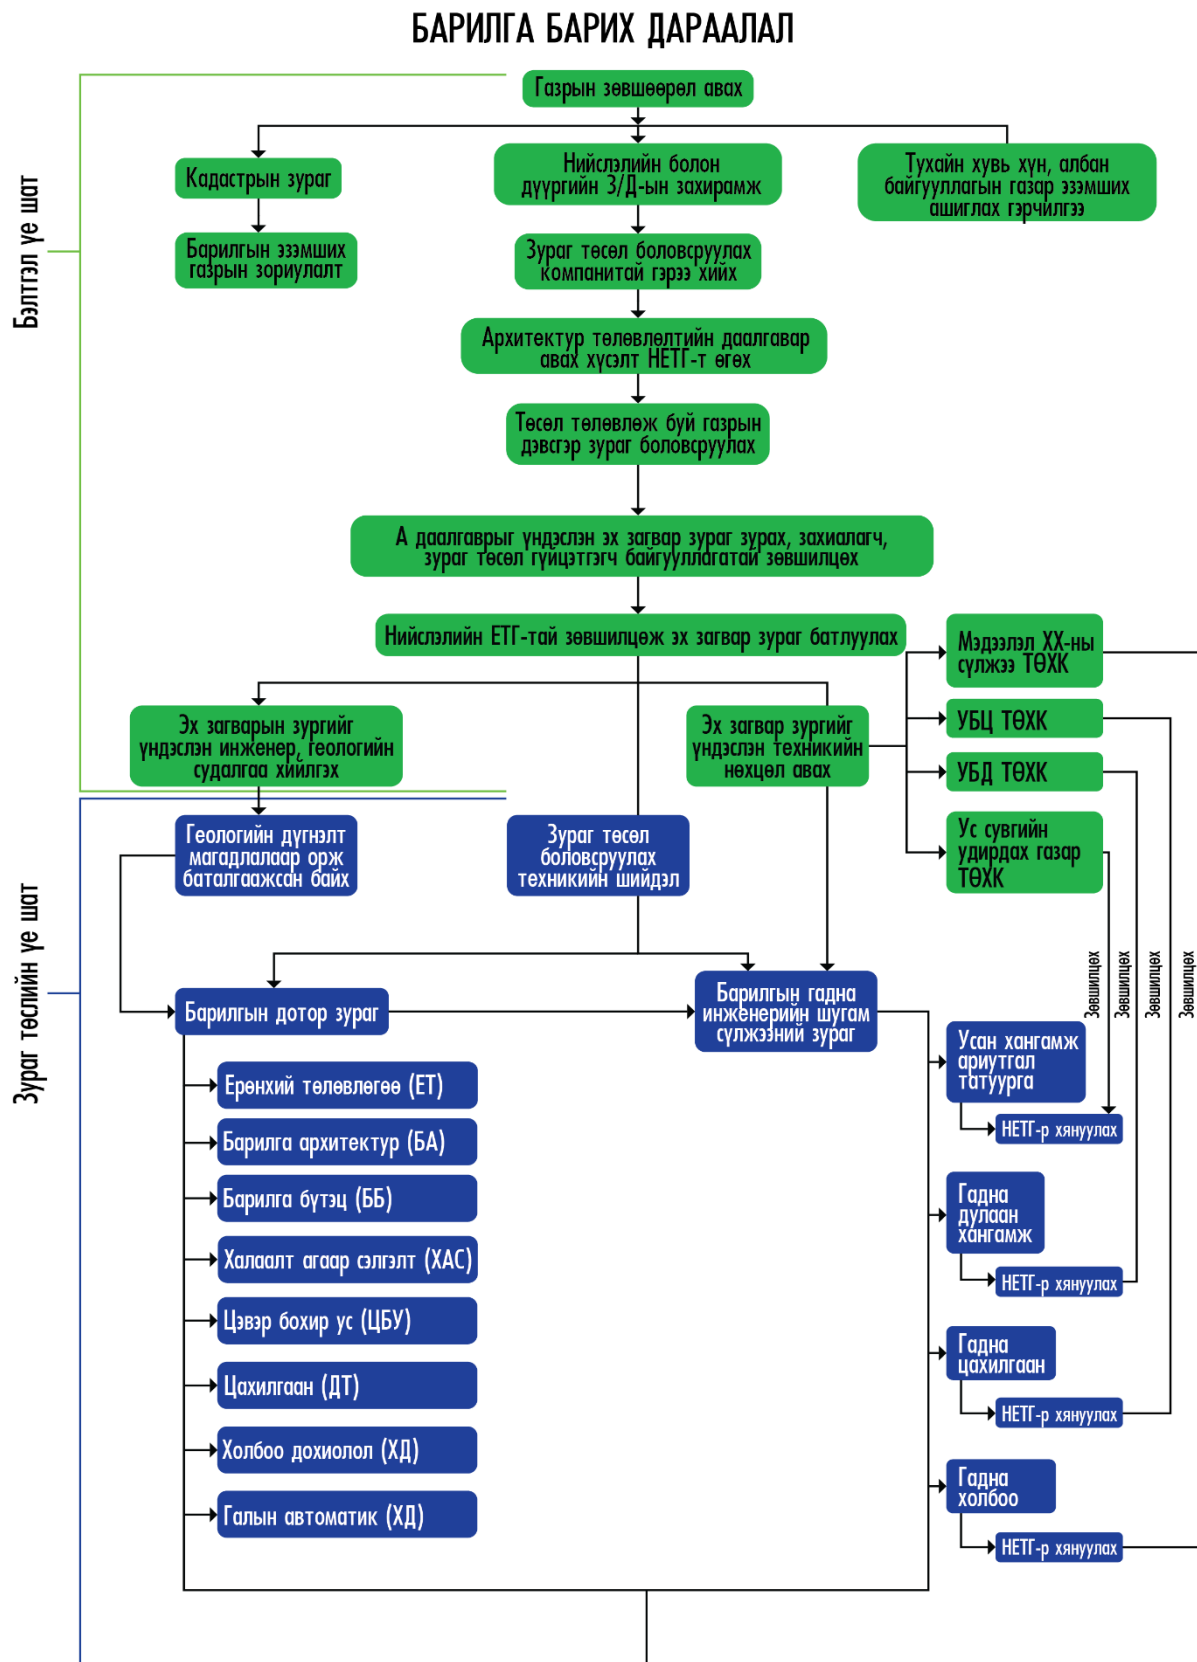 БАРИЛГА БАРИХ ДАРААЛАЛ
Бэлтгэл үе шат
Газрын зөвшөөрөл авах
Кадастрын зураг
Нийслэлийн болон
дүүргийн З/Д-ын захирамж
Тухайн хувь хүн, албан
байгууллагын газар эзэмших
ашиглах гэрчилгээ
Барилгын эзэмших
газрын зориулалт
Зураг төсөл боловсруулах
компанитай гэрээ хийх
Архитектур төлөвлөлтийн даалгавар
авах хүсэлт НЕТГ-т өгөх
Төсөл төлөвлөж буй газрын
дэвсгэр зураг боловсруулах
А даалгаврыг үндэслэн эх загвар зураг зурах, захиалагч,
зураг төсөл гүйцэтгэгч байгууллагатай зөвшилцөх
Нийслэлийн ЕТГ-тай зөвшилцөж эх загвар зураг батлуулах
Мэдээлэл ХХ-ны
сүлжээ ТӨХК
Эх загварын зургийг
үндэслэн инженер, геологийн
судалгаа хийлгэх
Эх загвар зургийг
үндэслэн техникийн
нөхцөл авах
УБЦ ТӨХК
УБД ТӨХК
Ус сувгийн
удирдах газар
ТӨХК
Зураг төслийн үе шат
Геологийн дүгнэлт
магадлалаар орж
баталгаажсан байх
Зураг төсөл
боловсруулах
техникийн шийдэл
Зөвшилцөх
Зөвшилцөх
Зөвшилцөх
Зөвшилцөх
Барилгын дотор зураг
Барилгын гадна
инженерийн шугам
сүлжээний зураг
Ерөнхий төлөвлөгөө (ЕТ)
Барилга архитектур (БА)
Барилга бүтэц (ББ)
Халаалт агаар сэлгэлт (ХАС)
Цэвэр бохир ус (ЦБУ)
Цахилгаан (ДТ)
Холбоо дохиолол (ХД)
Галын автоматик (ХД)
Усан хангамж
ариутгал
татуурга
НЕТГ-р хянуулах
Гадна
дулаан
хангамж
НЕТГ-р хянуулах
Гадна
цахилгаан
НЕТГ-р хянуулах
Гадна
холбоо
НЕТГ-р хянуулах